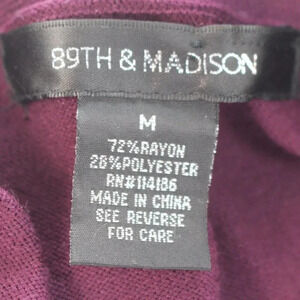 89TH & MADISON
M
72%RAYON
28%POLYESTER
RN#114186
MADE IN CHINA
SEE REVERSE
FOR CARE